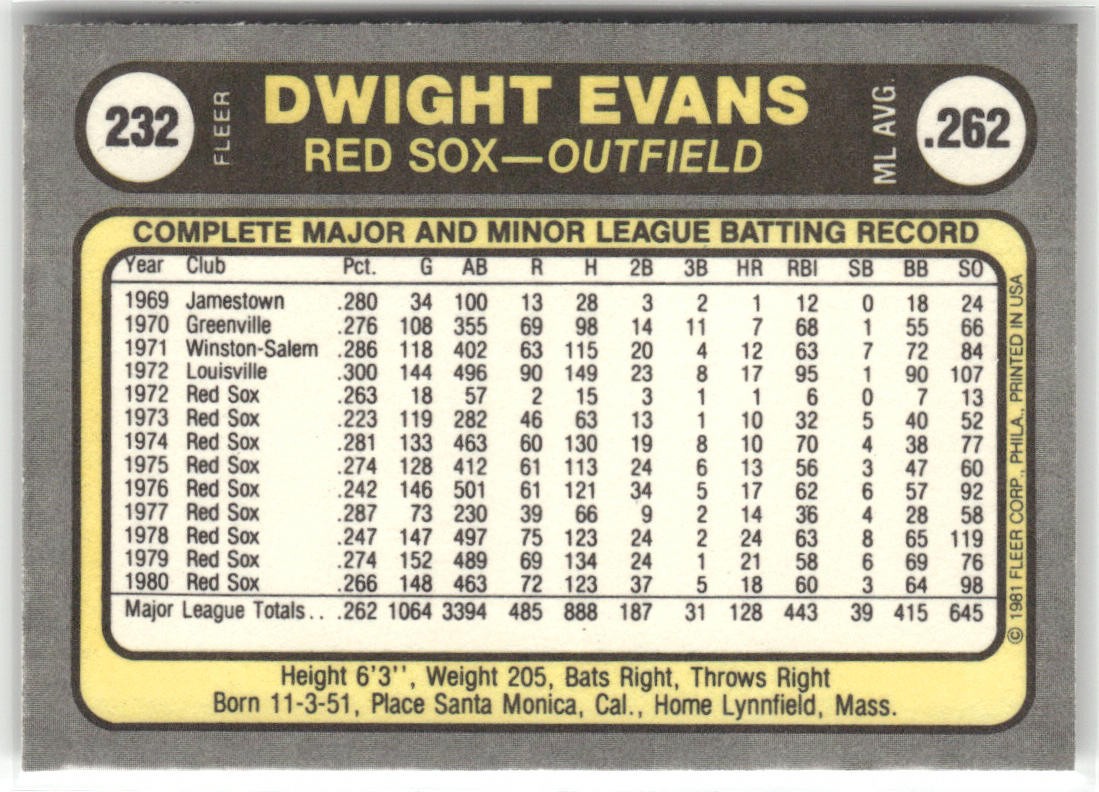 232 FLEER DWIGHT EVANS ML AVG. .262
RED SOX—OUTFIELD
COMPLETE MAJOR AND MINOR LEAGUE BATTING RECORD
Year Club Pct. G AB R H 2B 3B HR RBI SB BB SO
1969 Jamestown .280 34 100 13 28 3 2 1 12 0 18 24
1970 Greenville .276 108 355 69 98 14 11 7 68 1 55 66
1971 Winston-Salem .286 118 402 63 115 20 4 12 63 7 72 84
1972 Louisville .300 144 496 90 149 23 8 17 95 1 90 107
1972 Red Sox .263 18 57 2 15 3 1 1 6 0 7 13
1973 Red Sox .223 119 282 46 63 13 1 10 32 5 40 52
1974 Red Sox .281 133 463 60 130 19 8 10 70 4 38 77
1975 Red Sox .274 128 412 61 113 24 6 13 56 3 47 60
1976 Red Sox .242 146 501 61 121 34 5 17 62 6 57 92
1977 Red Sox .287 73 230 39 66 9 2 14 36 4 28 58
1978 Red Sox .247 147 497 75 123 24 2 24 63 8 65 119
1979 Red Sox .274 152 489 69 134 24 1 21 58 6 69 76
1980 Red Sox .266 148 463 72 123 37 5 18 60 3 64 98
Major League Totals . . .262 1064 3394 485 888 187 31 128 443 39 415 645
Height 6'3'', Weight 205, Bats Right, Throws Right
Born 11-3-51, Place Santa Monica, Cal., Home Lynnfield, Mass.
© 1981 FLEER CORP., PHILA., PRINTED IN USA